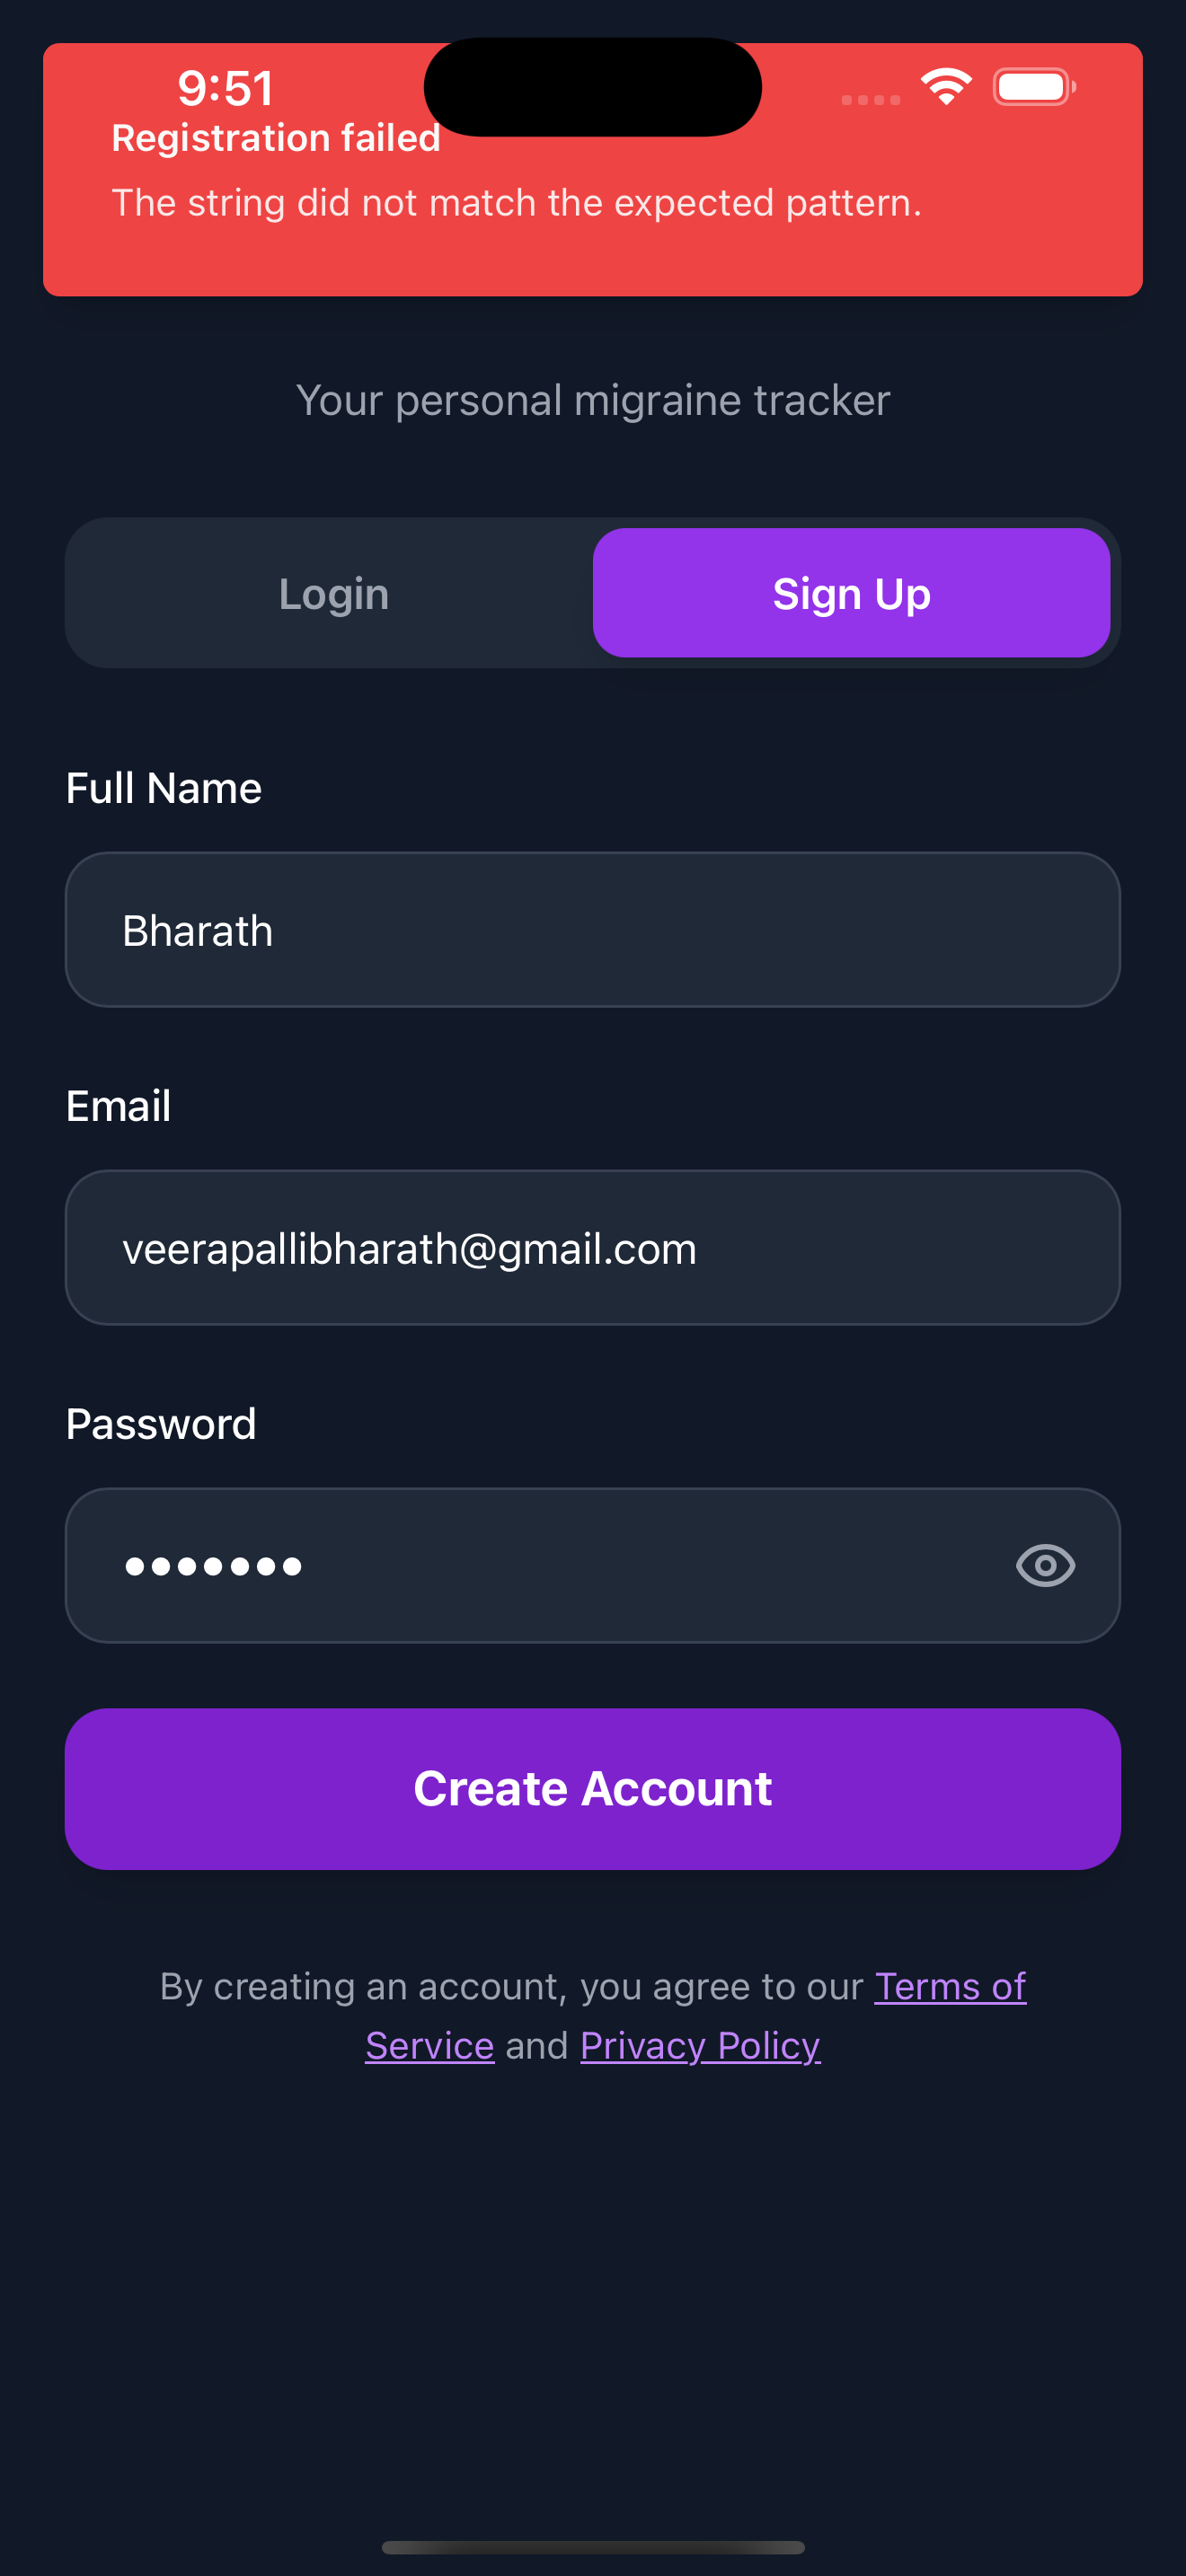 9:51
Registration failed
The string did not match the expected pattern.
Your personal migraine tracker
Login
Sign Up
Full Name
Bharath
Email
veerapallibharath@gmail.com
Password
•••••••
Create Account
By creating an account, you agree to our Terms of
Service and Privacy Policy